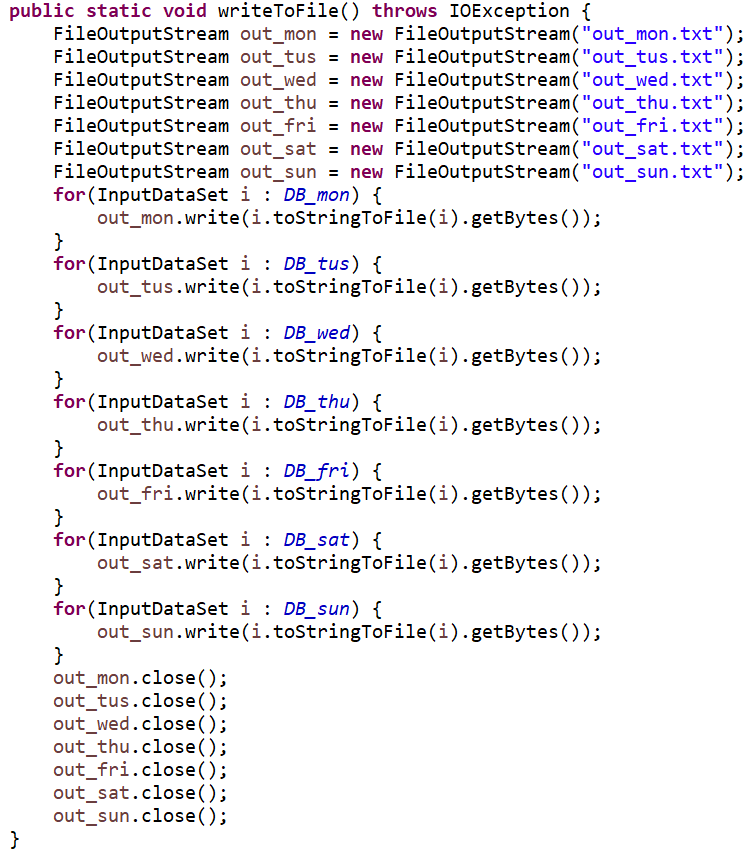 public static void writeToFile() throws IOException {
    FileOutputStream out_mon = new FileOutputStream("out_mon.txt");
    FileOutputStream out_tus = new FileOutputStream("out_tus.txt");
    FileOutputStream out_wed = new FileOutputStream("out_wed.txt");
    FileOutputStream out_thu = new FileOutputStream("out_thu.txt");
    FileOutputStream out_fri = new FileOutputStream("out_fri.txt");
    FileOutputStream out_sat = new FileOutputStream("out_sat.txt");
    FileOutputStream out_sun = new FileOutputStream("out_sun.txt");
    for(InputDataSet i : DB_mon) {
        out_mon.write(i.toStringToFile(i).getBytes());
    }
    for(InputDataSet i : DB_tus) {
        out_tus.write(i.toStringToFile(i).getBytes());
    }
    for(InputDataSet i : DB_wed) {
        out_wed.write(i.toStringToFile(i).getBytes());
    }
    for(InputDataSet i : DB_thu) {
        out_thu.write(i.toStringToFile(i).getBytes());
    }
    for(InputDataSet i : DB_fri) {
        out_fri.write(i.toStringToFile(i).getBytes());
    }
    for(InputDataSet i : DB_sat) {
        out_sat.write(i.toStringToFile(i).getBytes());
    }
    for(InputDataSet i : DB_sun) {
        out_sun.write(i.toStringToFile(i).getBytes());
    }
    out_mon.close();
    out_tus.close();
    out_wed.close();
    out_thu.close();
    out_fri.close();
    out_sat.close();
    out_sun.close();
}